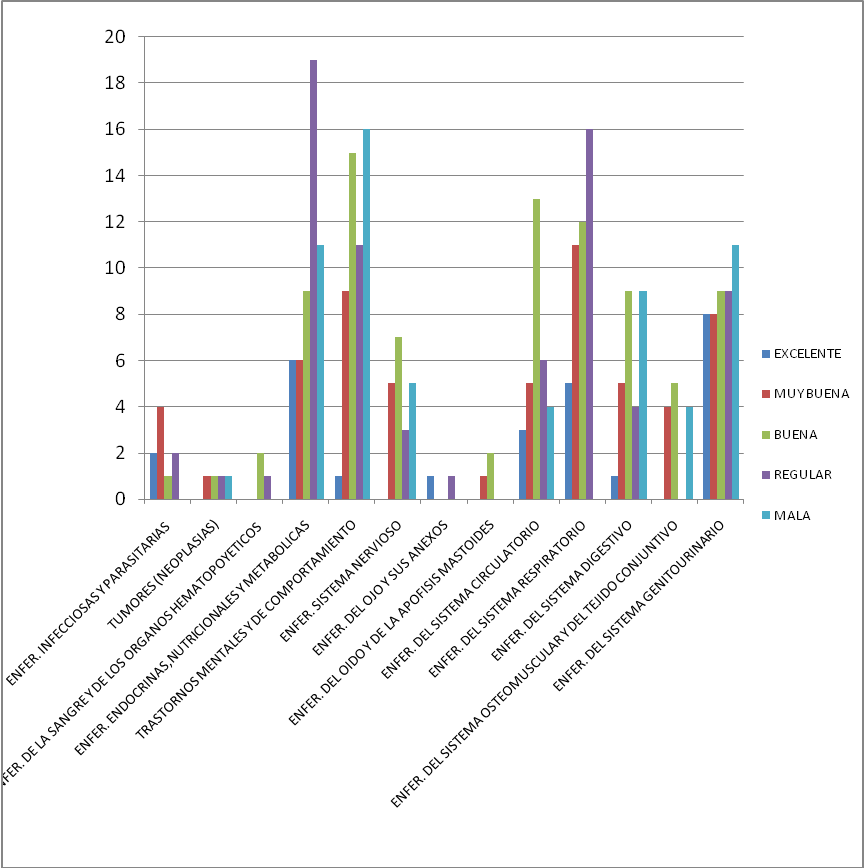 20
18
16
14
12
10
8
6
4
2
0
ENFER. INFECCIOSAS Y PARASITARIAS
TUMORES (NEOPLASIAS)
NFER. DE LA SANGRE Y DE LOS ORGANOS HEMATOPOYETICOS
ENFER. ENDOCRINAS, NUTRICIONALES Y METABOLICAS
TRASTORNOS MENTALES Y DE COMPORTAMIENTO
ENFER. SISTEMA NERVIOSO
ENFER. DEL OJO Y SUS ANEXOS
ENFER. DEL OIDO Y DE LA APOFISIS MASTOIDES
ENFER. DEL SISTEMA CIRCULATORIO
ENFER. DEL SISTEMA RESPIRATORIO
ENFER. DEL SISTEMA DIGESTIVO
ENFER. DEL SISTEMA OSTEOMUSCULAR Y DEL TEJIDO CONJUNTIVO
ENFER. DEL SISTEMA GENITOURINARIO
EXCELENTE
MUY BUENA
BUENA
REGULAR
MALA